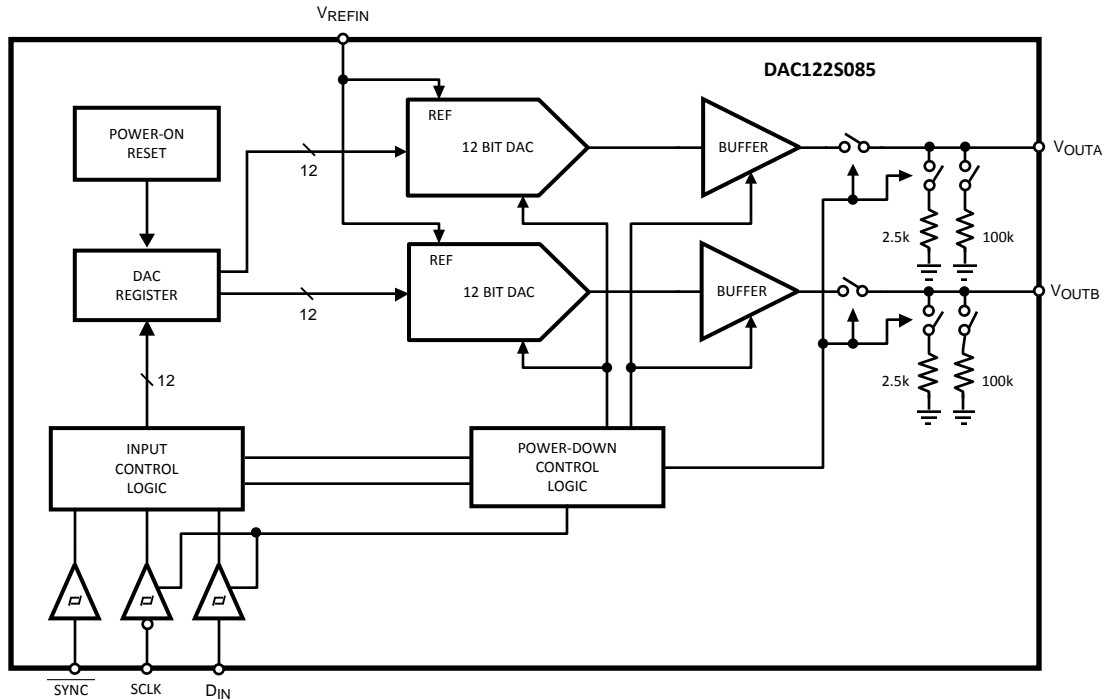 VREFIN
DAC122S085
POWER-ON
RESET
REF
12 BIT DAC
BUFFER
VOUTA
12
2.5k
100k
DAC
REGISTER
REF
12 BIT DAC
BUFFER
VOUTB
12
2.5k
100k
12
INPUT
CONTROL
LOGIC
POWER-DOWN
CONTROL
LOGIC
SYNC
SCLK
DIN